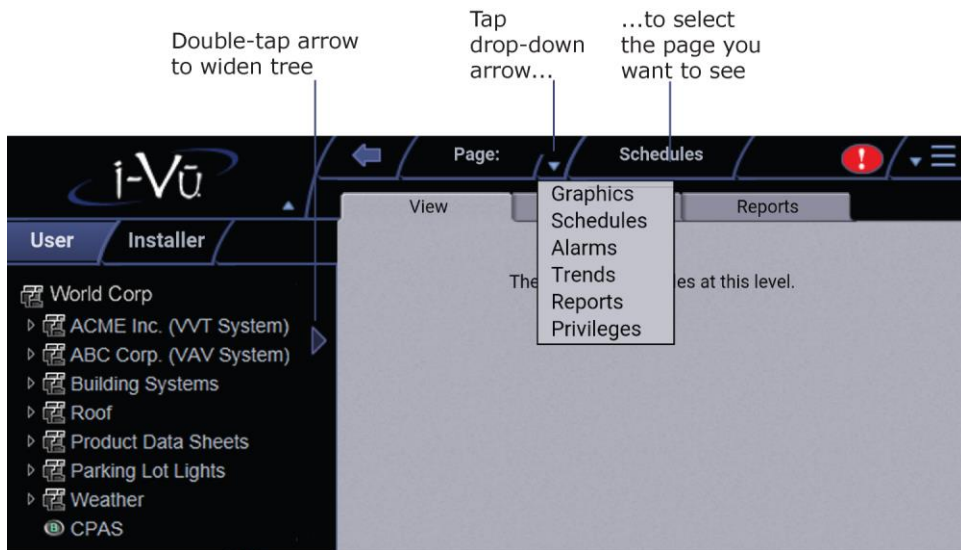 Double-tap arrow
to widen tree
Tap
drop-down
arrow...
...to select
the page you
want to see
i-Vū
Page:
Schedules
!
User
Installer
View
Reports
Graphics
Schedules
Alarms
Trends
Reports
Privileges
The
es at this level.
World Corp
ACME Inc. (VVT System)
ABC Corp. (VAV System)
Building Systems
Roof
Product Data Sheets
Parking Lot Lights
Weather
B CPAS